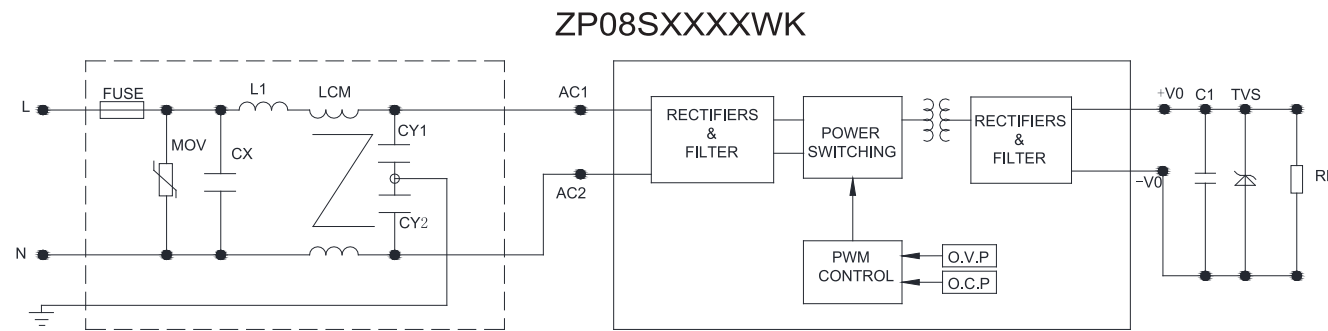 ZP08SXXXXWK
FUSE
L1
LCM
AC1
+V0
C1
TVS
L
RECTIFIERS
&
FILTER
POWER
SWITCHING
RECTIFIERS
&
FILTER
MOV
CX
CY1
AC2
-V0
CY2
N
PWM
CONTROL
O.V.P
O.C.P